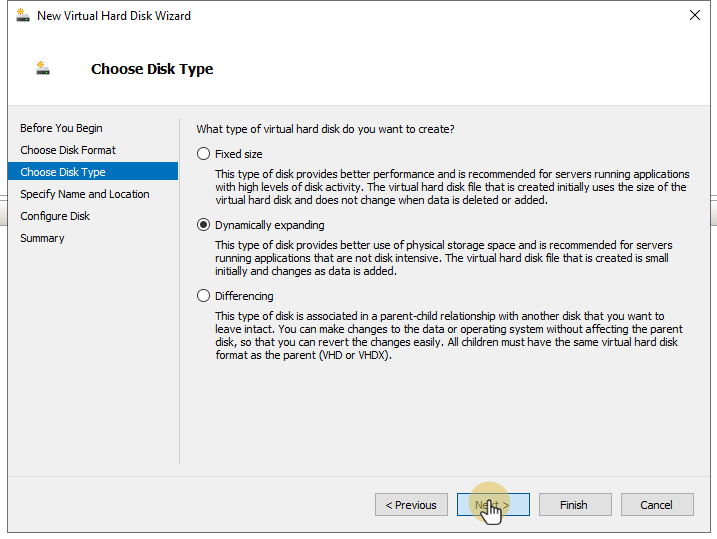 New Virtual Hard Disk Wizard
Choose Disk Type
Before You Begin
Choose Disk Format
Choose Disk Type
Specify Name and Location
Configure Disk
Summary
What type of virtual hard disk do you want to create?
Fixed size
This type of disk provides better performance and is recommended for servers running applications
with high levels of disk activity. The virtual hard disk file that is created initially uses the size of the
virtual hard disk and does not change when data is deleted or added.
Dynamically expanding
This type of disk provides better use of physical storage space and is recommended for servers
running applications that are not disk intensive. The virtual hard disk file that is created is small
initially and changes as data is added.
Differencing
This type of disk is associated in a parent-child relationship with another disk that you want to
leave intact. You can make changes to the data or operating system without affecting the parent
disk, so that you can revert the changes easily. All children must have the same virtual hard disk
format as the parent (VHD or VHDX).
< Previous
Next >
Finish
Cancel